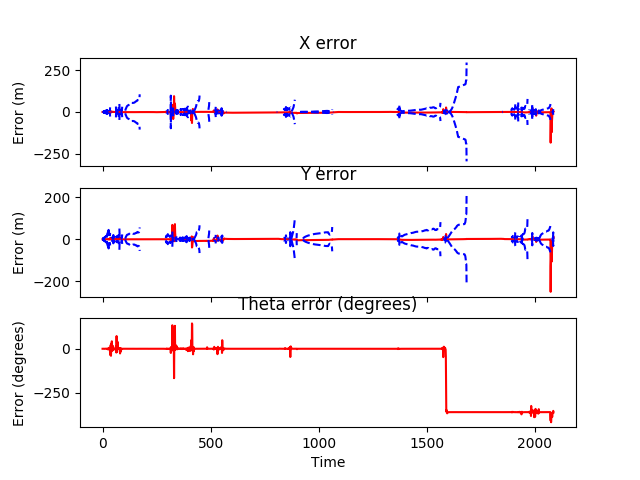 X error
250
0
−250
Error (m)
Y error
200
0
−200
Error (m)
Theta error (degrees)
0
−250
Error (degrees)
0 500 1000 1500 2000
Time